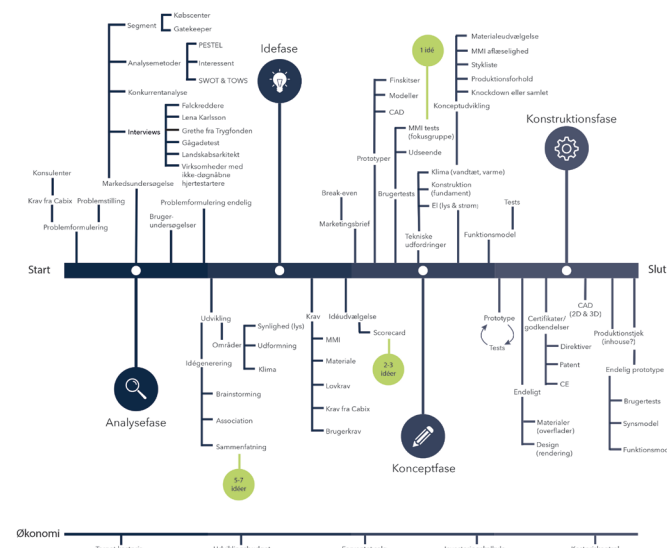 Købscenter
Segment
Gatekeeper
PESTEL
Analysemetoder
Interessent
SWOT & TOWS
Konkurrentanalyse
Falckreddere
Lena Karlsson
Interviews
Grethe fra Trygfonden
Gågadetest
Landskabsarkitekt
Virksomheder med
ikke-døgnåbne
hjertestartere
Markedsundersøgelse
Konsulenter
Krav fra Cabix
Problemstilling
Problemformulering
Problemformulering endelig
Bruger-
undersøgelser
Idefase
1 idé
Finskitser
Modeller
CAD
Prototyper
MMI tests
(fokusgruppe)
Udseende
Brugertests
Break-even
Marketingsbrief
Klima (vandtæt, varme)
Konstruktion
(fundament)
El (lys & strøm)
Tekniske
udfordringer
Materialeudvælgelse
MMI aflæselighed
Stykliste
Produktionsforhold
Knockdown eller samlet
Konceptudvikling
Tests
Funktionsmodel
Konstruktionsfase
Start
Slut
Analysefase
Udvikling
Områder
Synlighed (lys)
Udformning
Klima
Idégenerering
Brainstorming
Association
Sammenfatning
5-7
idéer
Krav
MMI
Materiale
Lovkrav
Krav fra Cabix
Brugerkrav
Idéudvælgelse
Scorecard
2-3
idéer
Konceptfase
Prototype
Tests
Endeligt
Materialer
(overflader)
Design
(rendering)
Certifikater/
godkendelser
Direktiver
Patent
CE
CAD
(2D & 3D)
Produktionstjek
(inhouse?)
Endelig prototype
Brugertests
Synsmodel
Funktionsmod
Økonomi